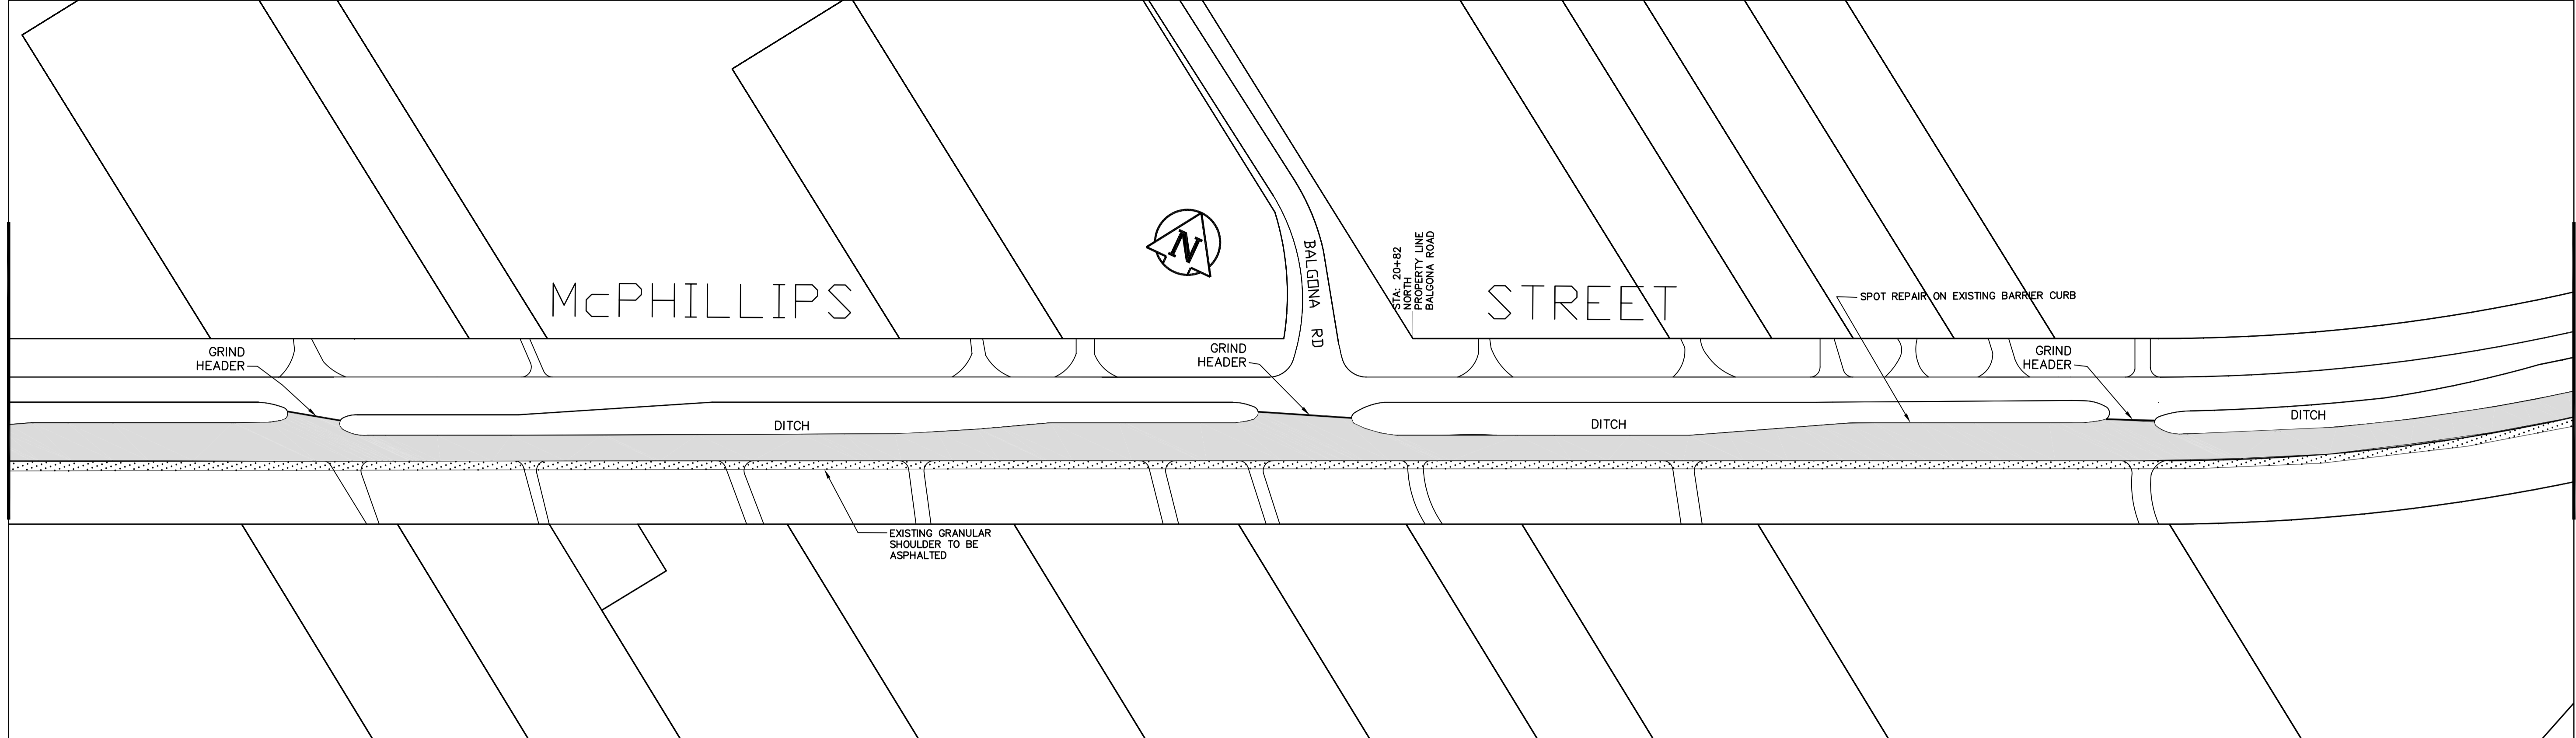 N
BALGONA RD
STA: 20+82
NORTH
PROPERTY LINE
BALGONA ROAD
McPHILLIPS
STREET
SPOT REPAIR ON EXISTING BARRIER CURB
GRIND
HEADER
GRIND
HEADER
GRIND
HEADER
DITCH
DITCH
DITCH
EXISTING GRANULAR
SHOULDER TO BE
ASPHALTED